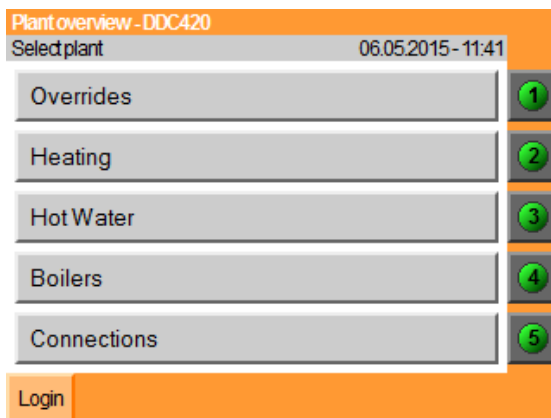 Plant overview - DDC420
Select plant 06.05.2015 - 11:41
Overrides 1
Heating 2
Hot Water 3
Boilers 4
Connections 5
Login